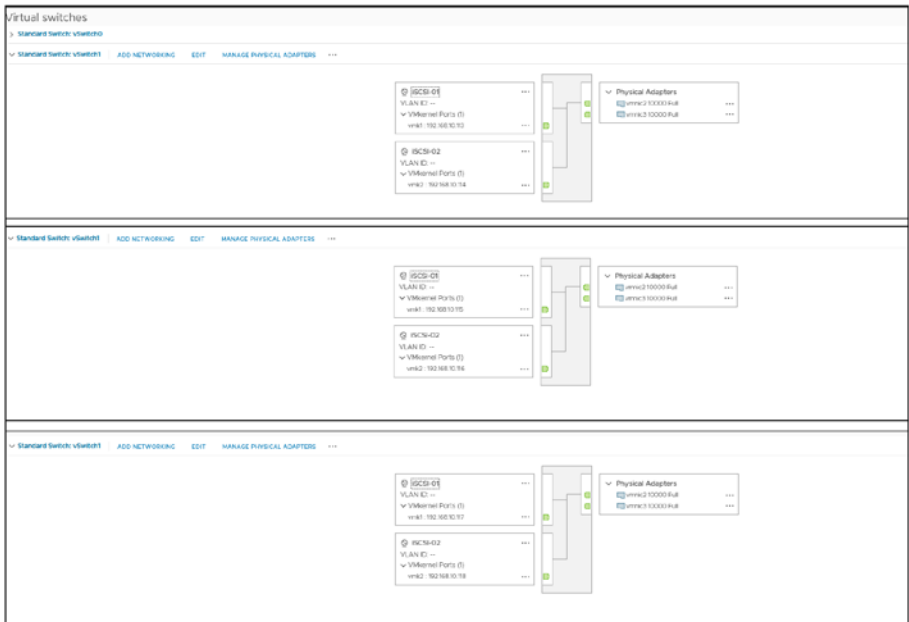 Virtual switches
Standard Switch: vSwitch0
Standard Switch: vSwitch1 ADD NETWORKING EDIT MANAGE PHYSICAL ADAPTERS ...
iSCSI-01 ...
VLAN ID: --
VMkernel Ports (1)
vmk1 : 192.168.10.113 ...
iSCSI-02 ...
VLAN ID: --
VMkernel Ports (1)
vmk2 : 192.168.10.114 ...
Physical Adapters
vmnic2 10000 Full ...
vmnic3 10000 Full ...
Standard Switch: vSwitch1 ADD NETWORKING EDIT MANAGE PHYSICAL ADAPTERS ...
iSCSI-01 ...
VLAN ID: --
VMkernel Ports (1)
vmk1 : 192.168.10.115 ...
iSCSI-02 ...
VLAN ID: --
VMkernel Ports (1)
vmk2 : 192.168.10.116 ...
Physical Adapters
vmnic2 10000 Full ...
vmnic3 10000 Full ...
Standard Switch: vSwitch1 ADD NETWORKING EDIT MANAGE PHYSICAL ADAPTERS ...
iSCSI-01 ...
VLAN ID: --
VMkernel Ports (1)
vmk1 : 192.168.10.117 ...
iSCSI-02 ...
VLAN ID: --
VMkernel Ports (1)
vmk2 : 192.168.10.118 ...
Physical Adapters
vmnic2 10000 Full ...
vmnic3 10000 Full ...